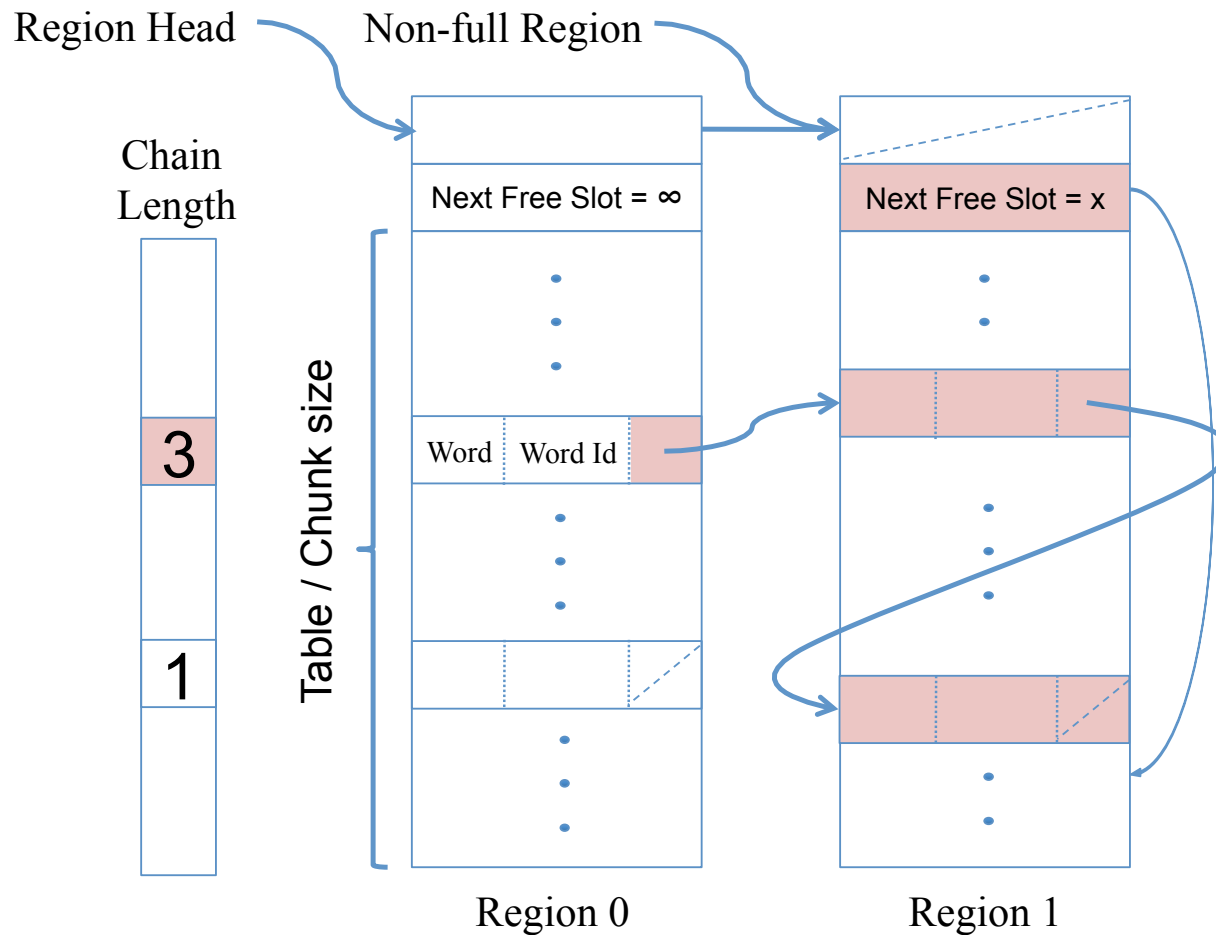 Region Head
Non-full Region
Chain
Length
Next Free Slot = ∞
Next Free Slot = x
Table / Chunk size
3
Word
Word Id
1
Region 0
Region 1